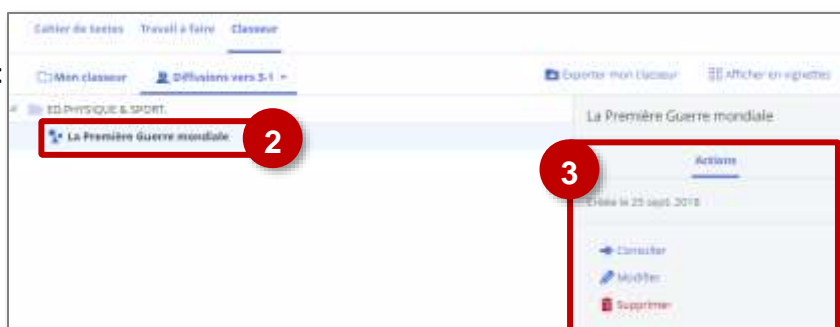 Cahier de textes Travail à faire Classeur
Mon classeur Diffusions vers 3-1
Exporter mon classeur Afficher en vignettes
ED.PHYSIQUE & SPORT.
La Première Guerre mondiale
2
La Première Guerre mondiale
3
Actions
Créée le 25 sept. 2018
Consulter
Modifier
Supprimer